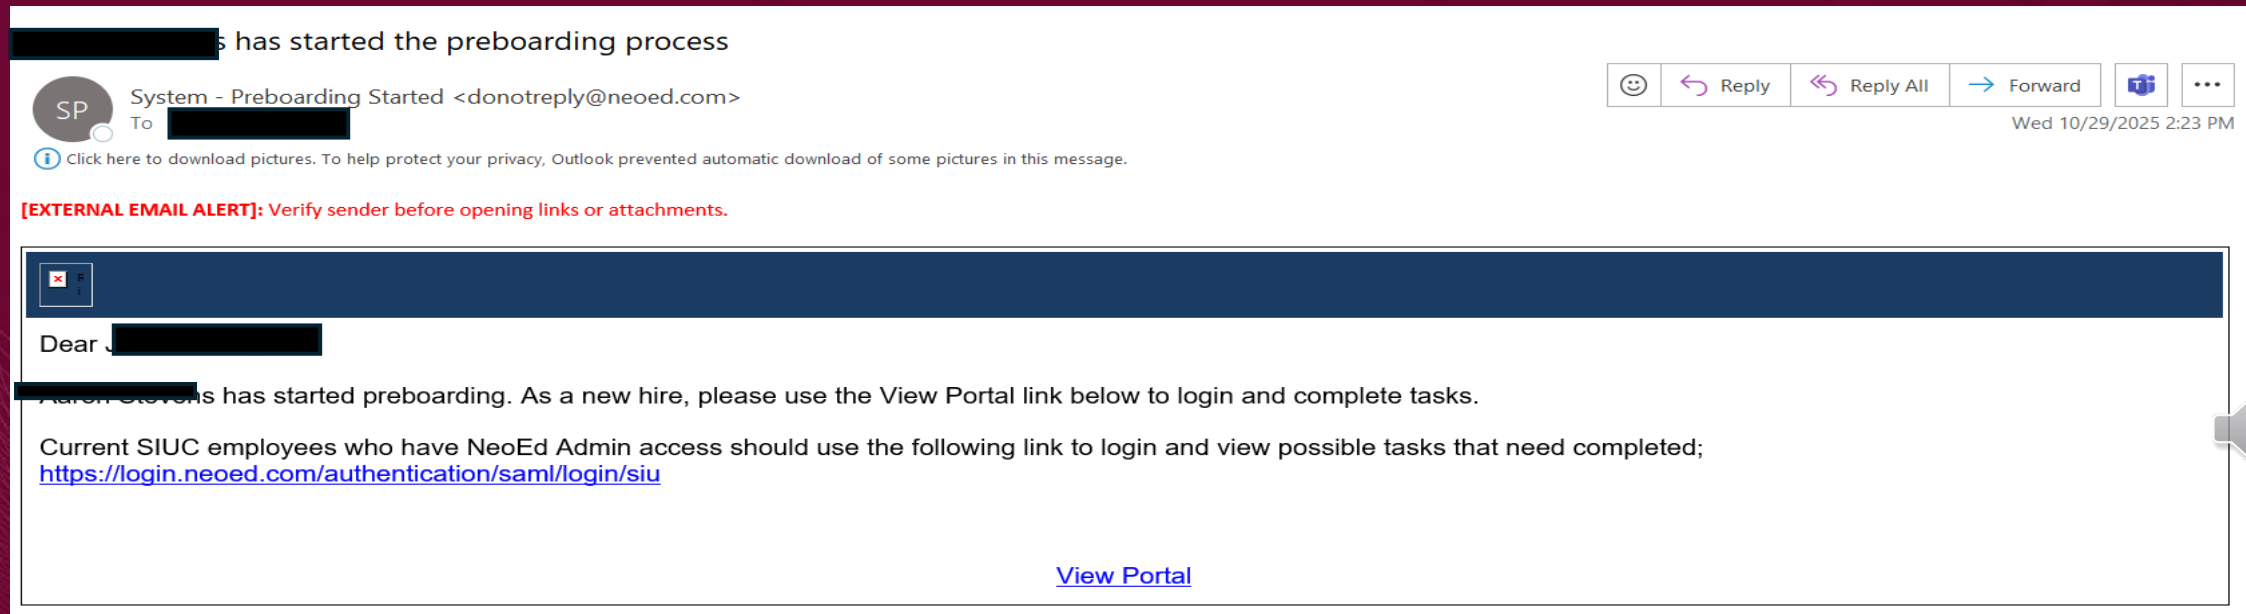 has started the preboarding process
SP
System - Preboarding Started <donotreply@neoed.com>
To
Reply
Reply All
Forward
Wed 10/29/2025 2:23 PM
Click here to download pictures. To help protect your privacy, Outlook prevented automatic download of some pictures in this message.
[EXTERNAL EMAIL ALERT]: Verify sender before opening links or attachments.
Dear
has started preboarding. As a new hire, please use the View Portal link below to login and complete tasks.
Current SIUC employees who have NeoEd Admin access should use the following link to login and view possible tasks that need completed;
https://login.neoed.com/authentication/saml/login/siu
View Portal